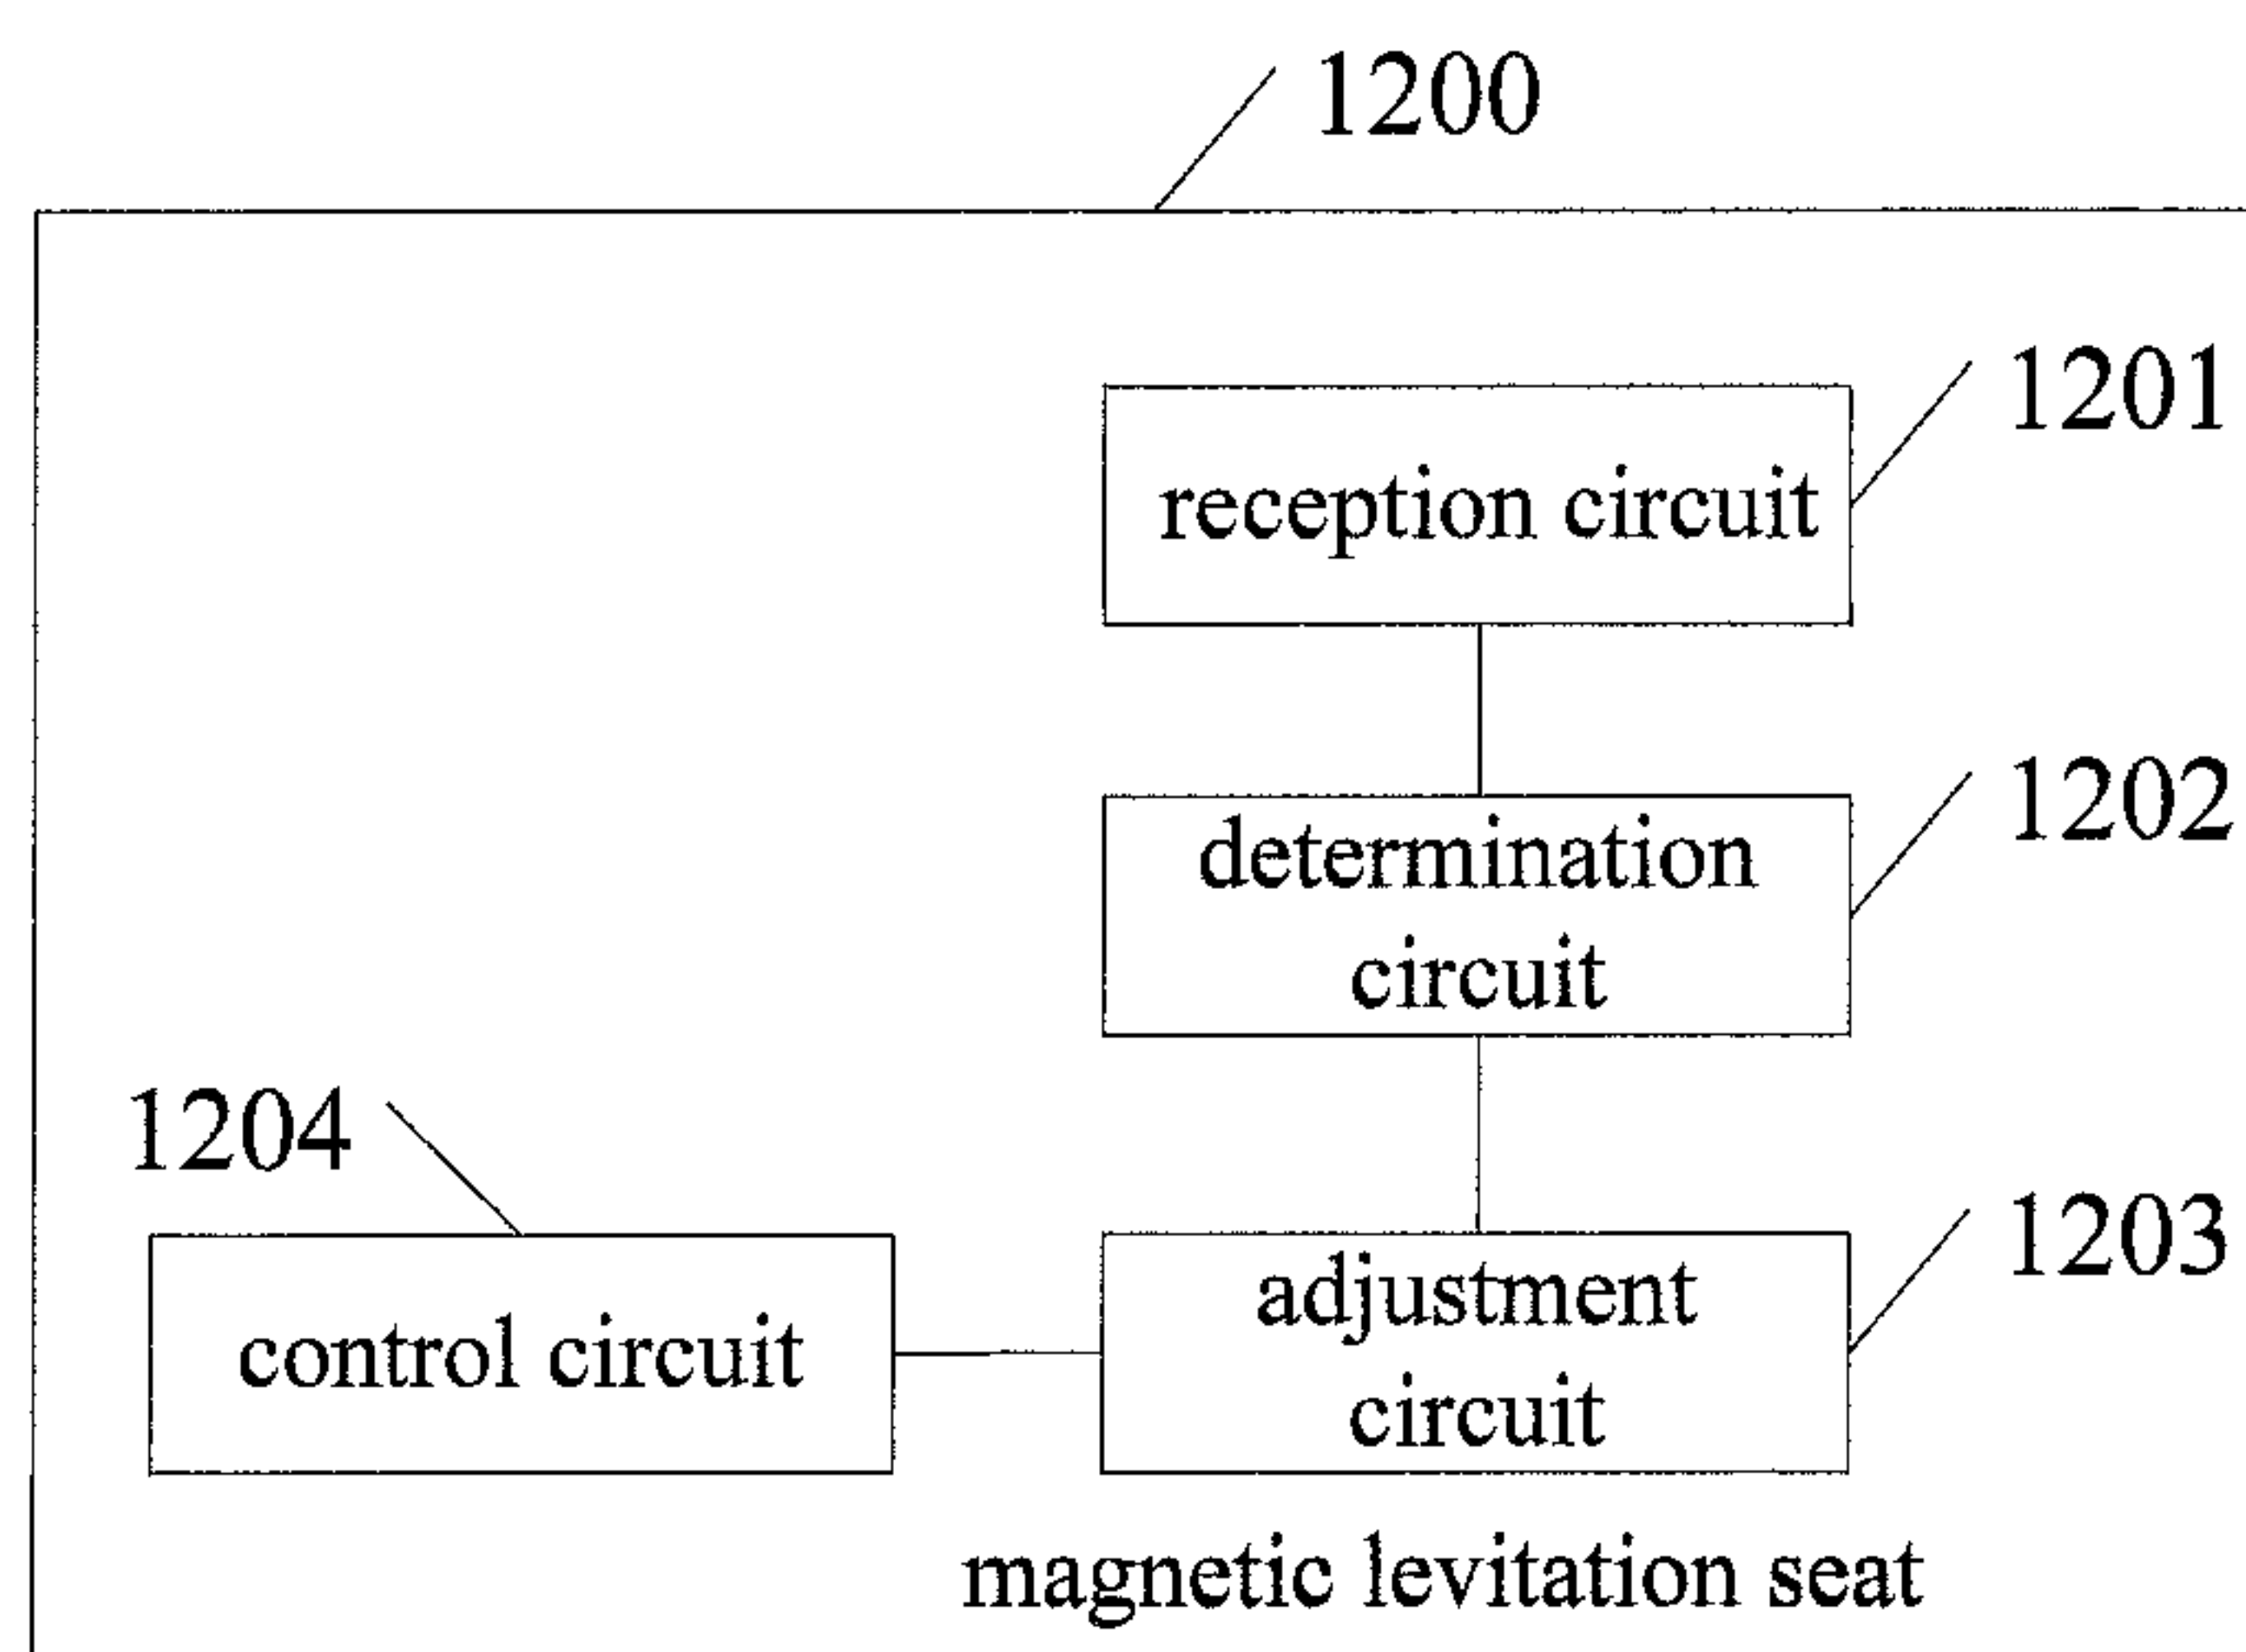 1200
1201
reception circuit
1202
determination
circuit
1204
1203
control circuit
adjustment
circuit
magnetic levitation seat